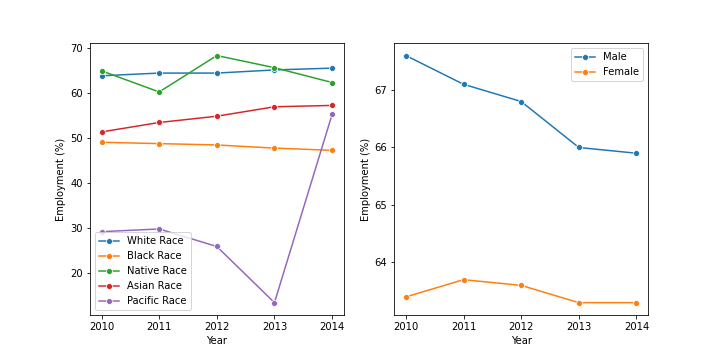 70
60
50
40
30
20
Employment (%)
White Race
Black Race
Native Race
Asian Race
Pacific Race
2010 2011 2012 2013 2014
Year
67
66
65
64
Employment (%)
Male
Female
2010 2011 2012 2013 2014
Year